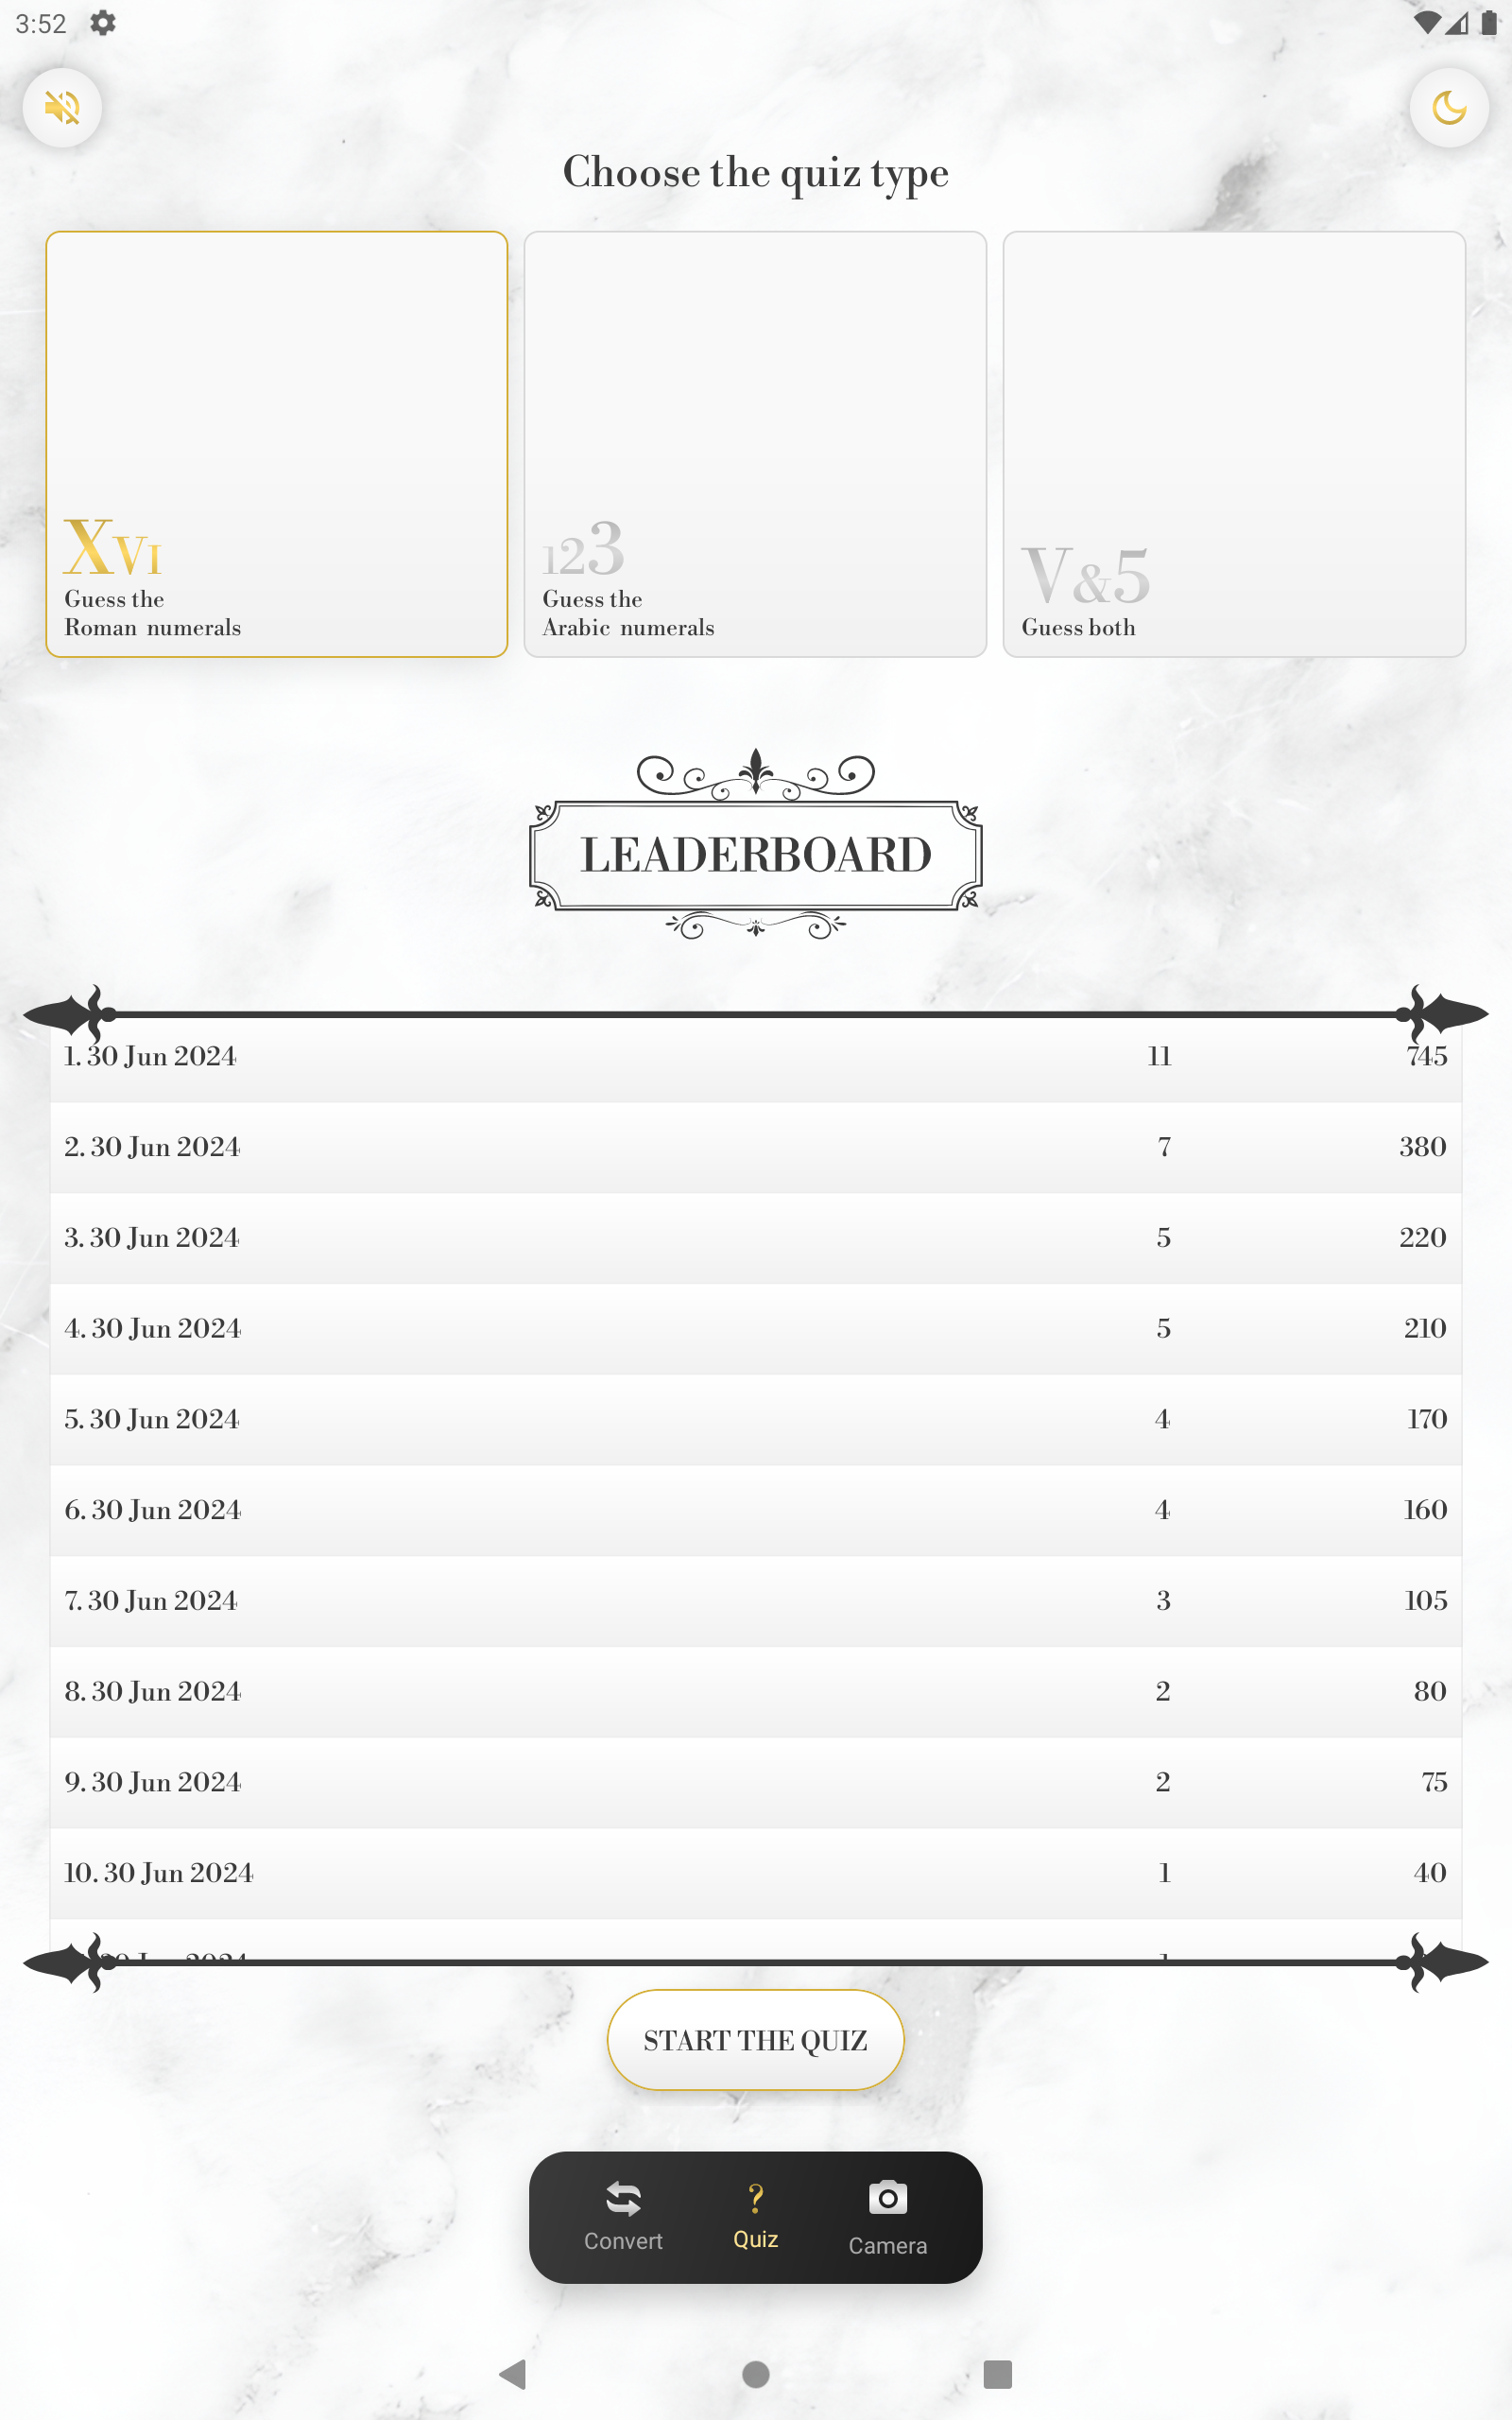 3:52
Choose the quiz type
XVI
Guess the
Roman numerals
123
Guess the
Arabic numerals
V&5
Guess both
LEADERBOARD
1. 30 Jun 2024 11 745
2. 30 Jun 2024 7 380
3. 30 Jun 2024 5 220
4. 30 Jun 2024 5 210
5. 30 Jun 2024 4 170
6. 30 Jun 2024 4 160
7. 30 Jun 2024 3 105
8. 30 Jun 2024 2 80
9. 30 Jun 2024 2 75
10. 30 Jun 2024 1 40
START THE QUIZ
Convert
? Quiz
Camera